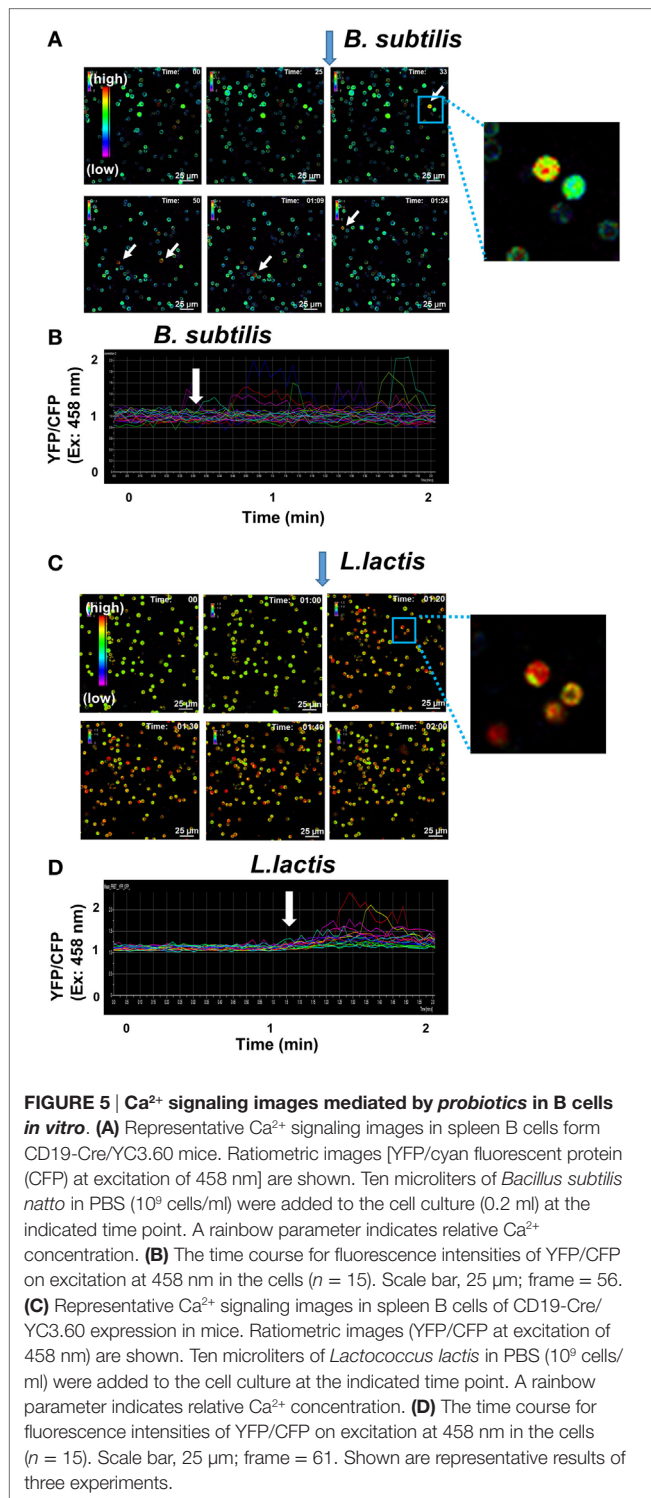 A
B. subtilis
(high)
(low)
Time: 00
25 µm
Time: 25
25 µm
Time: 33
25 µm
Time: 50
25 µm
Time: 01:09
25 µm
Time: 01:24
25 µm
B
B. subtilis
2
1
0
YFP/CFP
(Ex: 458 nm)
0
1
2
Time (min)
C
L.lactis
(high)
(low)
Time: 00
25 µm
Time: 01:00
25 µm
Time: 01:20
25 µm
Time: 01:30
25 µm
Time: 01:40
25 µm
Time: 02:00
25 µm
D
L.lactis
2
1
0
YFP/CFP
(Ex: 458 nm)
0
1
2
Time (min)
FIGURE 5 | Ca²⁺ signaling images mediated by probiotics in B cells
in vitro. (A) Representative Ca²⁺ signaling images in spleen B cells form
CD19-Cre/YC3.60 mice. Ratiometric images [YFP/cyan fluorescent protein
(CFP) at excitation of 458 nm] are shown. Ten microliters of Bacillus subtilis
natto in PBS (10⁹ cells/ml) were added to the cell culture (0.2 ml) at the
indicated time point. A rainbow parameter indicates relative Ca²⁺
concentration. (B) The time course for fluorescence intensities of YFP/CFP
on excitation at 458 nm in the cells (n = 15). Scale bar, 25 µm; frame = 56.
(C) Representative Ca²⁺ signaling images in spleen B cells of CD19-Cre/
YC3.60 expression in mice. Ratiometric images (YFP/CFP at excitation of
458 nm) are shown. Ten microliters of Lactococcus lactis in PBS (10⁹ cells/
ml) were added to the cell culture at the indicated time point. A rainbow
parameter indicates relative Ca²⁺ concentration. (D) The time course for
fluorescence intensities of YFP/CFP on excitation at 458 nm in the cells
(n = 15). Scale bar, 25 µm; frame = 61. Shown are representative results of
three experiments.